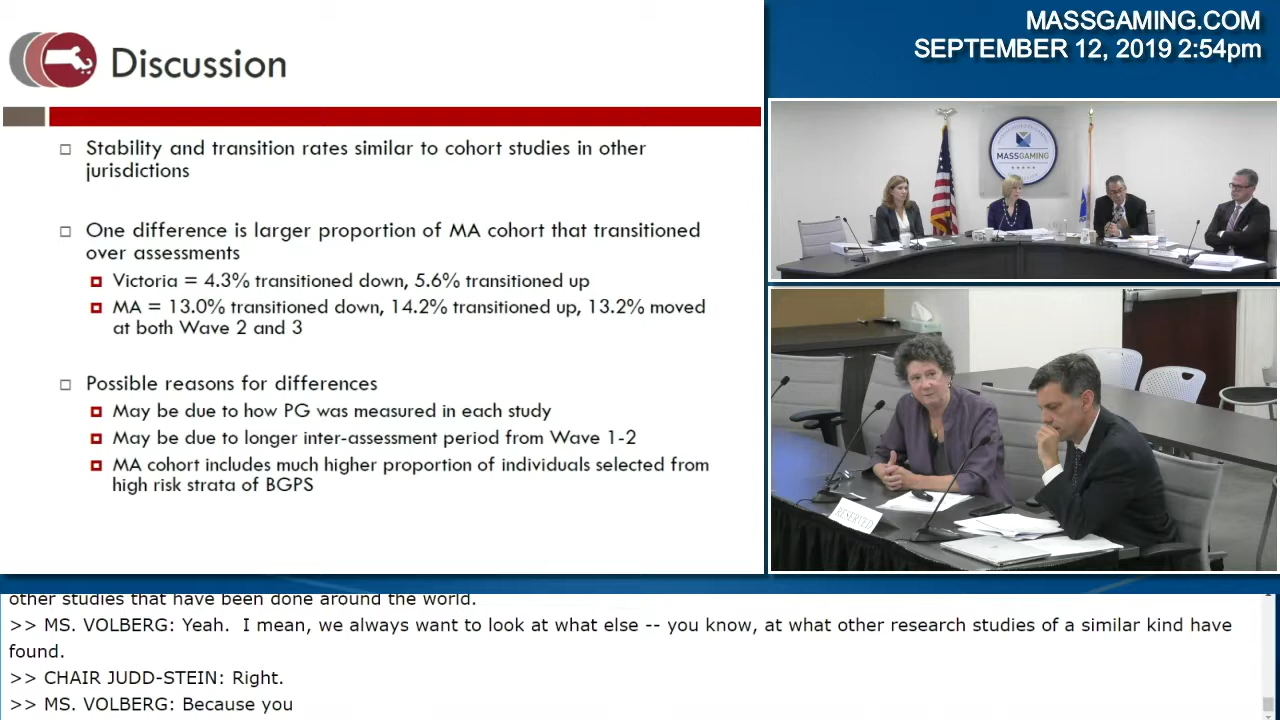 Discussion
Stability and transition rates similar to cohort studies in other
jurisdictions
One difference is larger proportion of MA cohort that transitioned
over assessments
Victoria = 4.3% transitioned down, 5.6% transitioned up
MA = 13.0% transitioned down, 14.2% transitioned up, 13.2% moved
at both Wave 2 and 3
Possible reasons for differences
May be due to how PG was measured in each study
May be due to longer inter-assessment period from Wave 1-2
MA cohort includes much higher proportion of individuals selected from
high risk strata of BGPS
MASSGAMING.COM
SEPTEMBER 12, 2019 2:54pm
MASSGAMING
RESERVED
other studies that have been done around the world.
>> MS. VOLBERG: Yeah.  I mean, we always want to look at what else -- you know, at what other research studies of a similar kind have
found.
>> CHAIR JUDD-STEIN: Right.
>> MS. VOLBERG: Because you